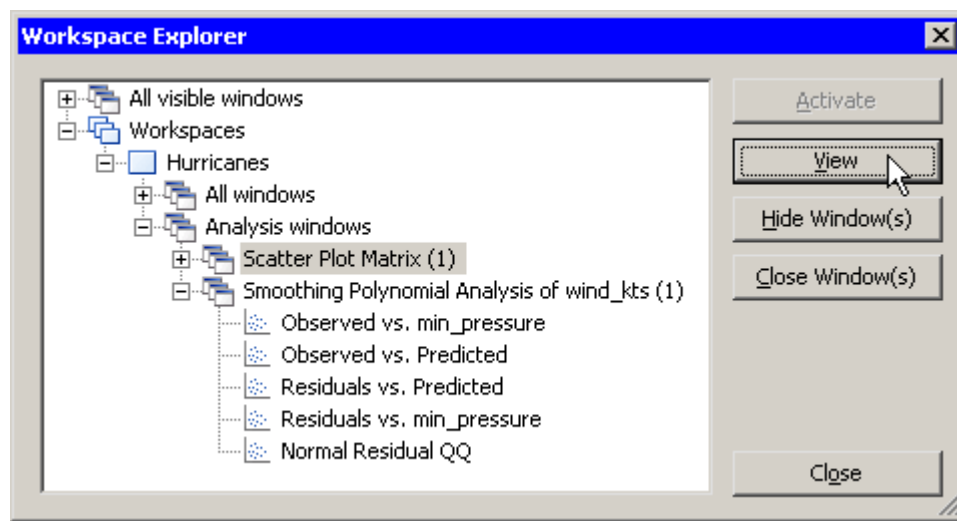 Workspace Explorer
All visible windows
Workspaces
Hurricanes
All windows
Analysis windows
Scatter Plot Matrix (1)
Smoothing Polynomial Analysis of wind_kts (1)
Observed vs. min_pressure
Observed vs. Predicted
Residuals vs. Predicted
Residuals vs. min_pressure
Normal Residual QQ
Activate
View
Hide Window(s)
Close Window(s)
Close